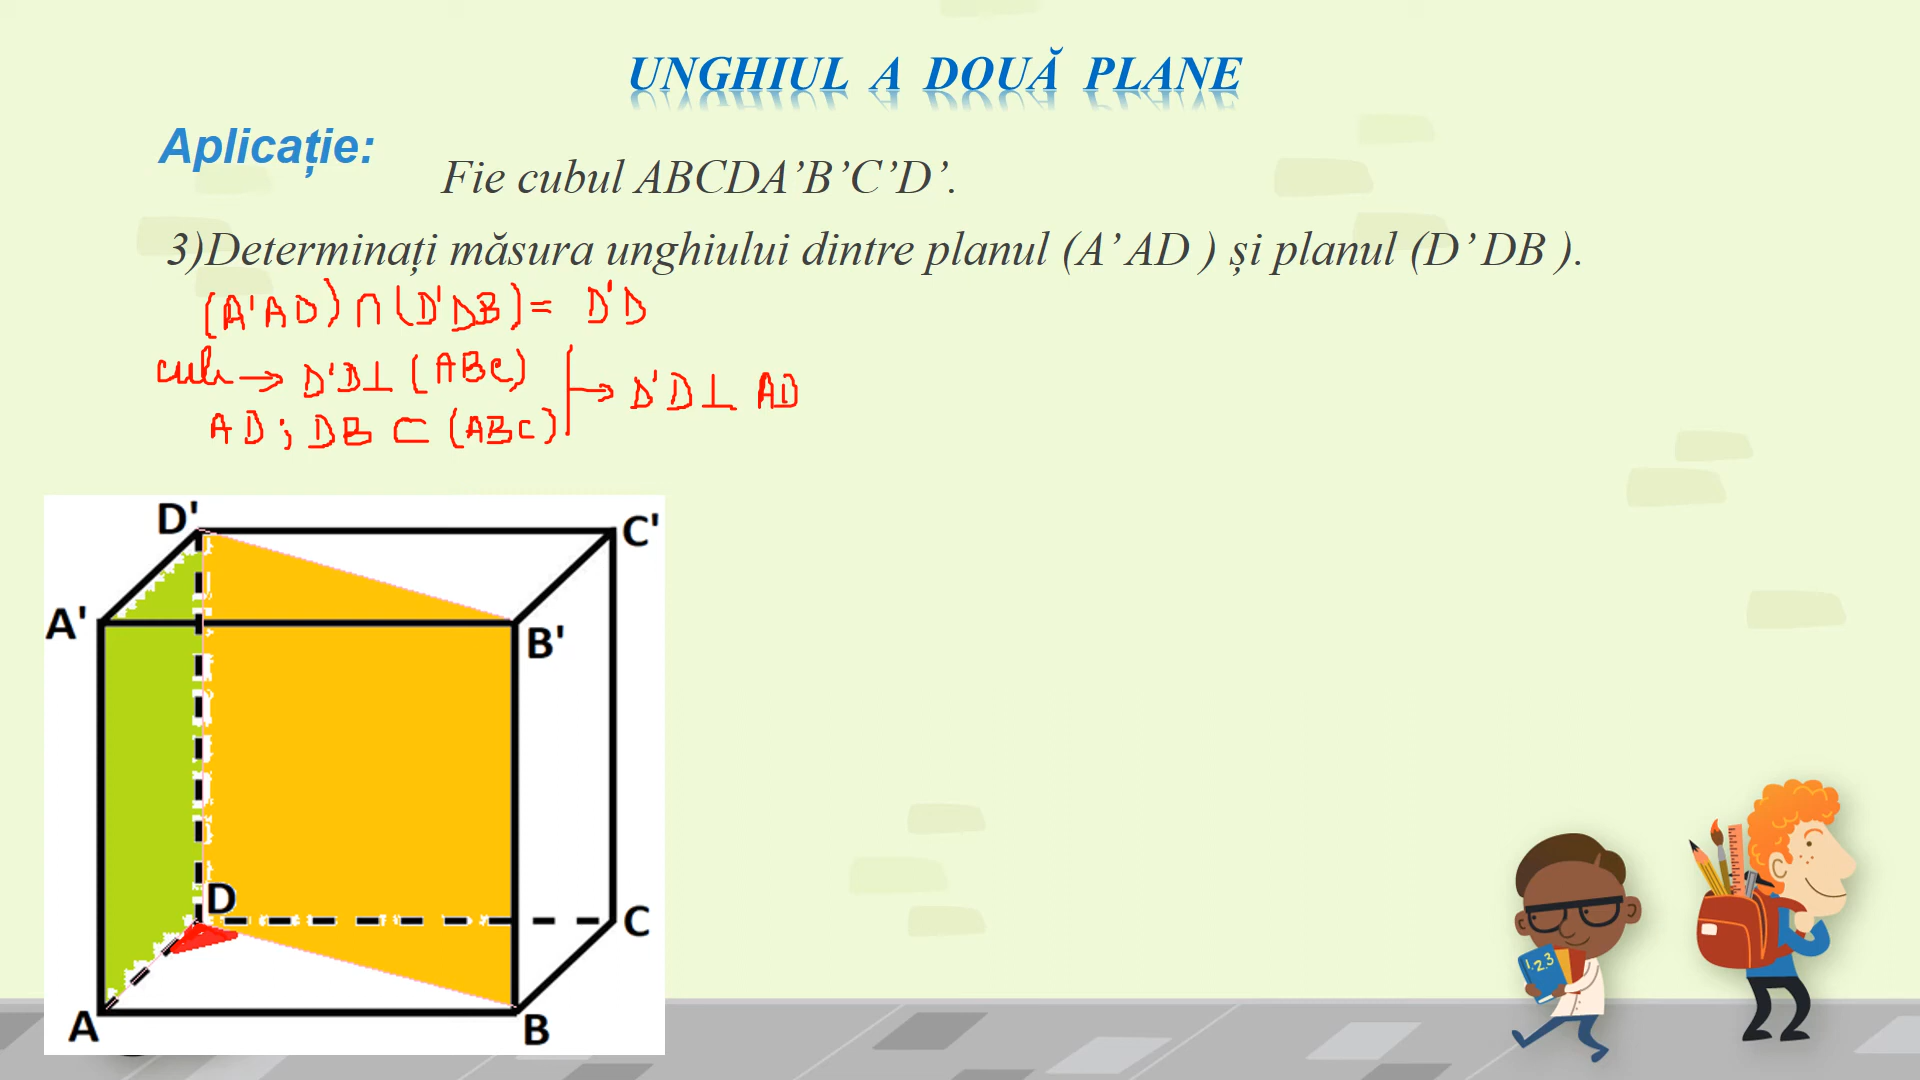 UNGHIUL A DOUĂ PLANE
Aplicație:
Fie cubul ABCDA’B’C’D’.
3)Determinați măsura unghiului dintre planul (A’ AD ) și planul (D’ DB ).
(A'AD) ∩ (D'DB) = D'D
cub → D'D ⊥ (ABC)
AD; DB ⊂ (ABC)
→ D'D ⊥ AD
D'
C'
A'
B'
D
C
A
B
123